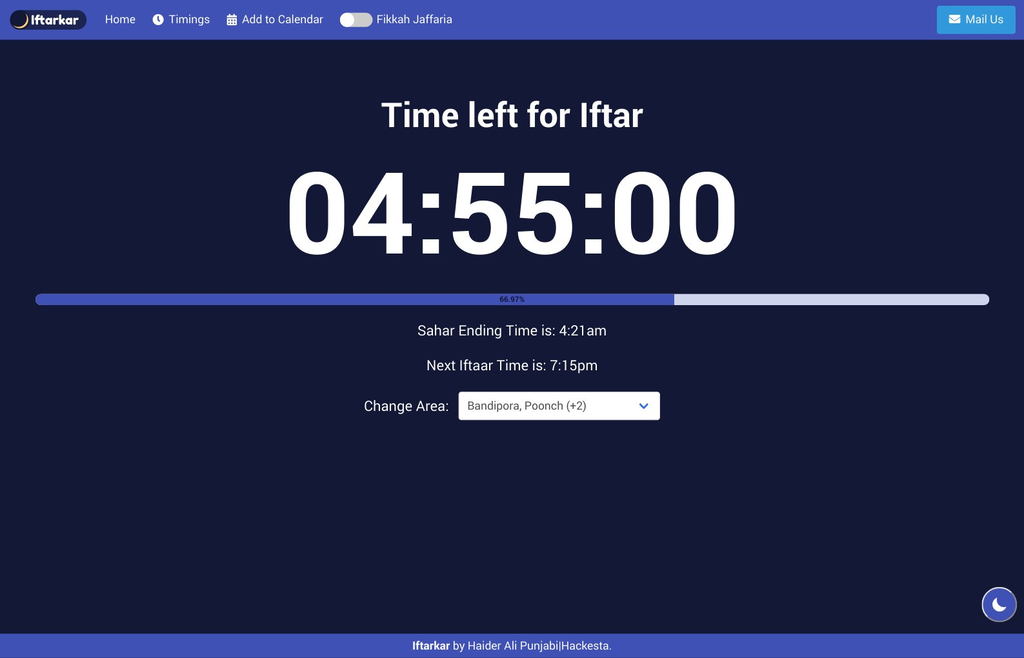 Iftarkar Home Timings Add to Calendar Fikkah Jaffaria Mail Us
Time left for Iftar
04:55:00
66.97%
Sahar Ending Time is: 4:21am
Next Iftaar Time is: 7:15pm
Change Area: Bandipora, Poonch (+2)
Iftarkar by Haider Ali Punjabi|Hackesta.